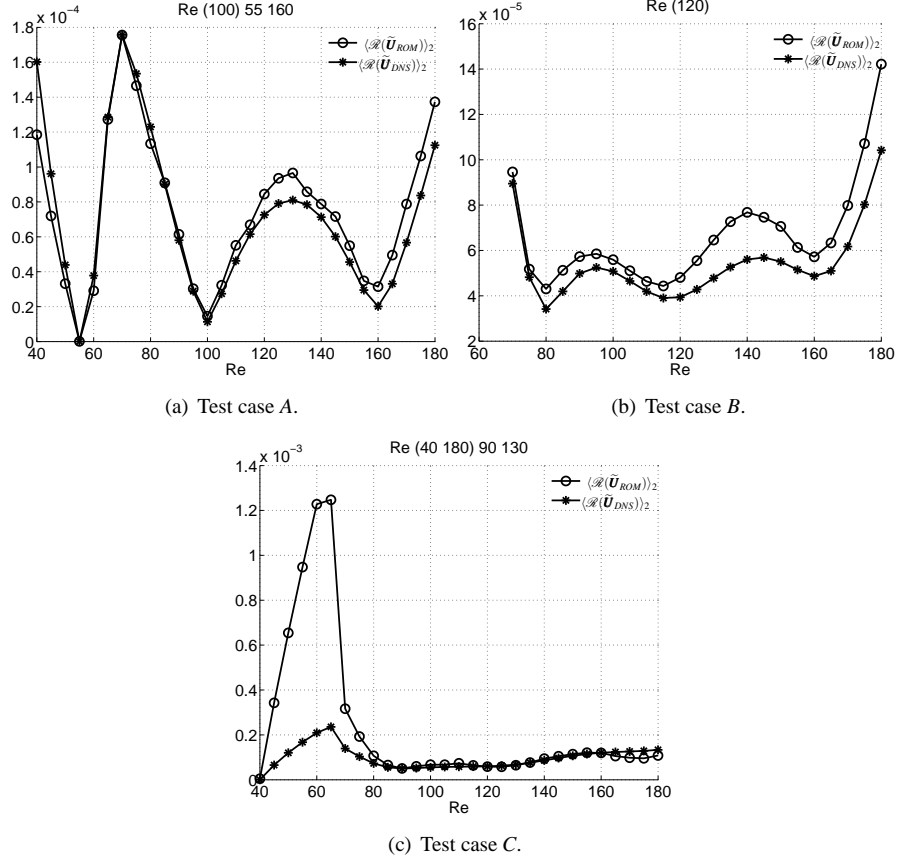 Re (100) 55 160
x 10⁻⁴
1.8
1.6
1.4
1.2
1
0.8
0.6
0.4
0.2
0
40 60 80 100 120 140 160 180
Re
⟨ℛ(Ũ_ROM)⟩₂
⟨ℛ(Ũ_DNS)⟩₂
(a) Test case A.
Re (120)
x 10⁻⁵
16
14
12
10
8
6
4
2
60 80 100 120 140 160 180
Re
⟨ℛ(Ũ_ROM)⟩₂
⟨ℛ(Ũ_DNS)⟩₂
(b) Test case B.
Re (40 180) 90 130
x 10⁻³
1.4
1.2
1
0.8
0.6
0.4
0.2
0
40 60 80 100 120 140 160 180
Re
⟨ℛ(Ũ_ROM)⟩₂
⟨ℛ(Ũ_DNS)⟩₂
(c) Test case C.